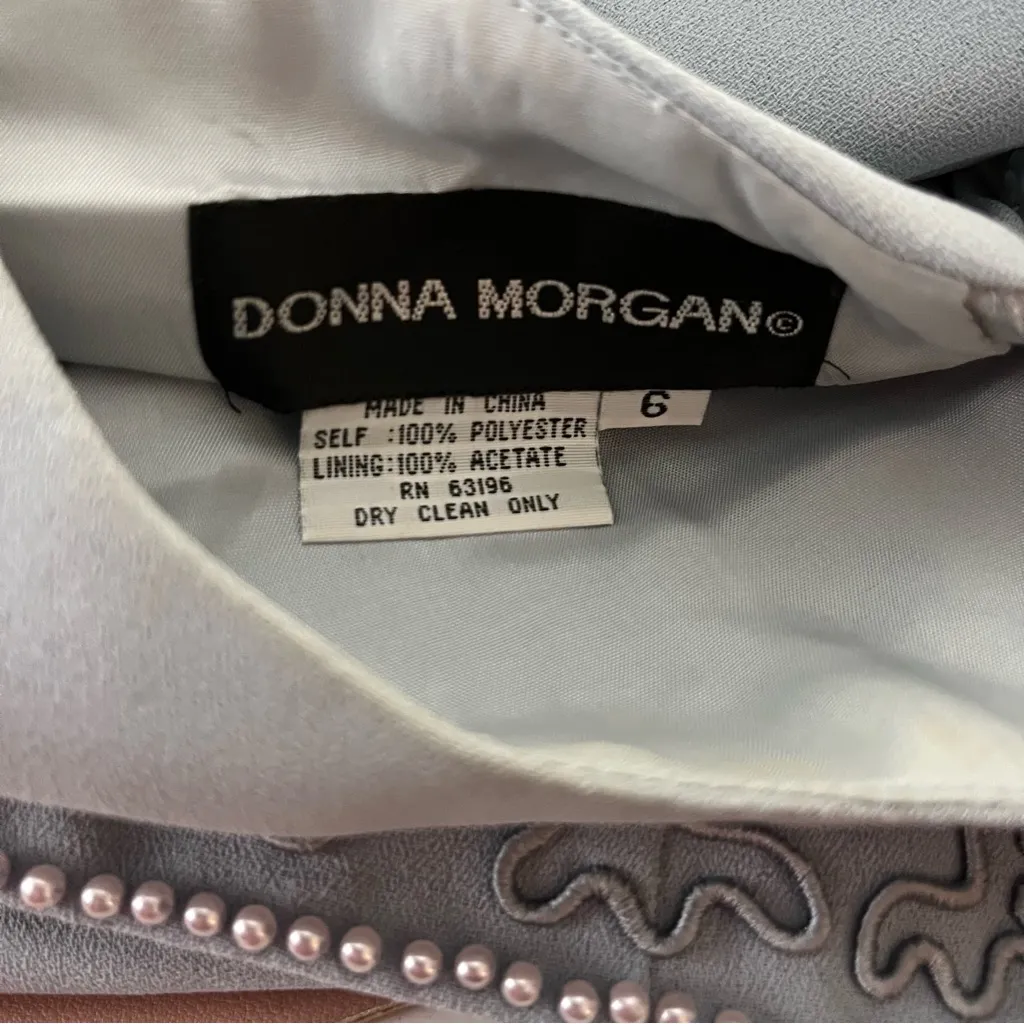 DONNA MORGAN©
MADE IN CHINA
6
SELF :100% POLYESTER
LINING:100% ACETATE
RN 63196
DRY CLEAN ONLY